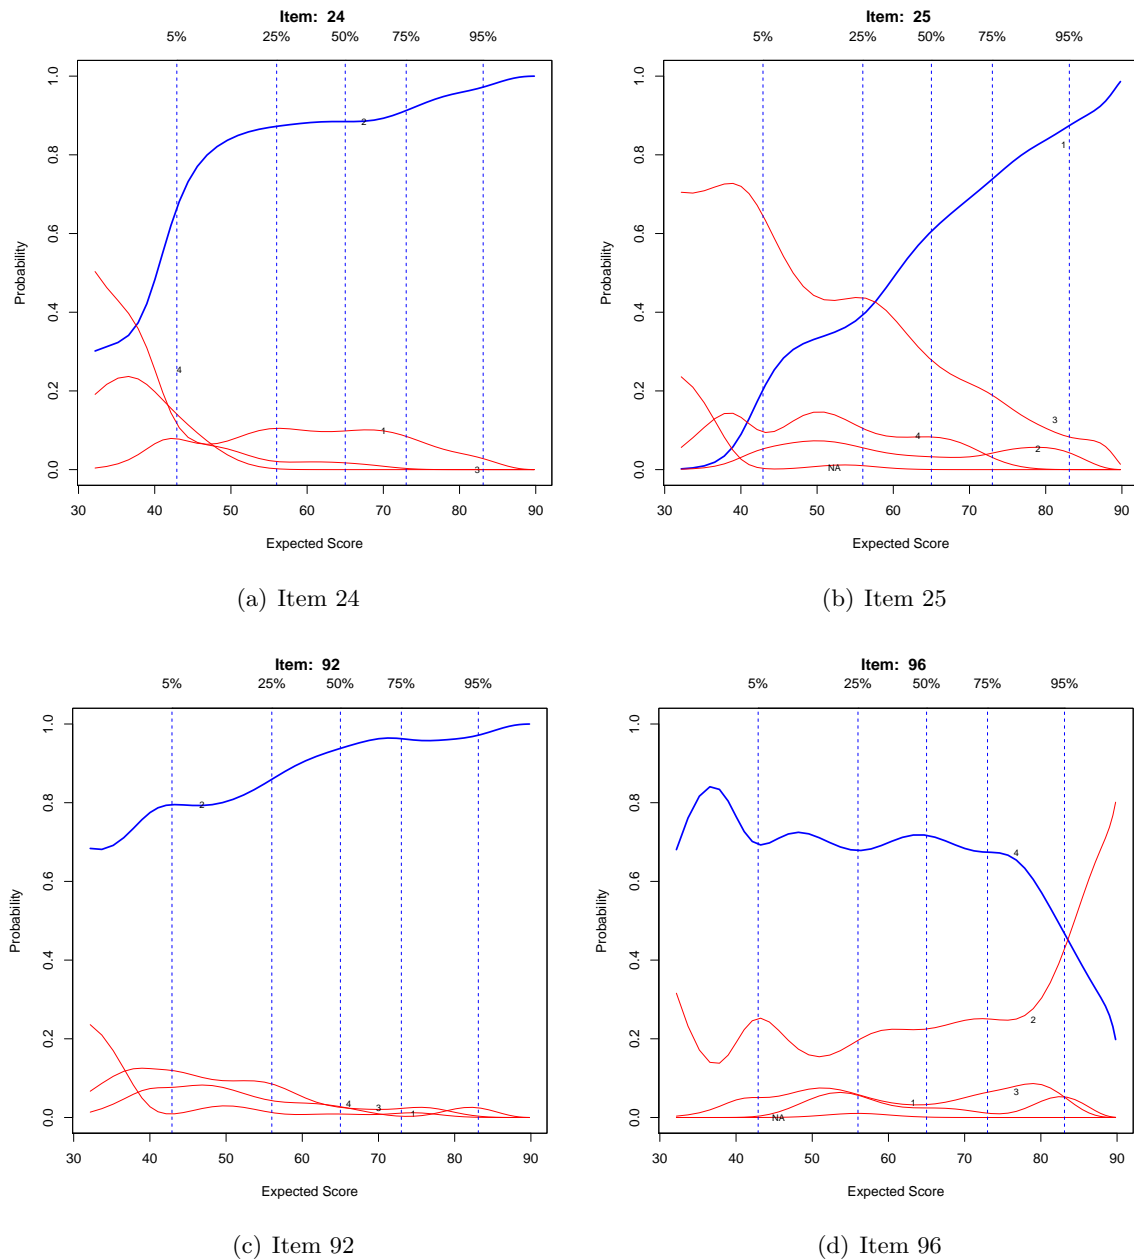 Item: 24
5% 25% 50% 75% 95%
Probability
0.0 0.2 0.4 0.6 0.8 1.0
2
4
1
3
30 40 50 60 70 80 90
Expected Score
(a) Item 24
Item: 25
5% 25% 50% 75% 95%
Probability
0.0 0.2 0.4 0.6 0.8 1.0
1
3
4
2
NA
30 40 50 60 70 80 90
Expected Score
(b) Item 25
Item: 92
5% 25% 50% 75% 95%
Probability
0.0 0.2 0.4 0.6 0.8 1.0
2
4
3
1
30 40 50 60 70 80 90
Expected Score
(c) Item 92
Item: 96
5% 25% 50% 75% 95%
Probability
0.0 0.2 0.4 0.6 0.8 1.0
4
2
3
1
NA
30 40 50 60 70 80 90
Expected Score
(d) Item 96